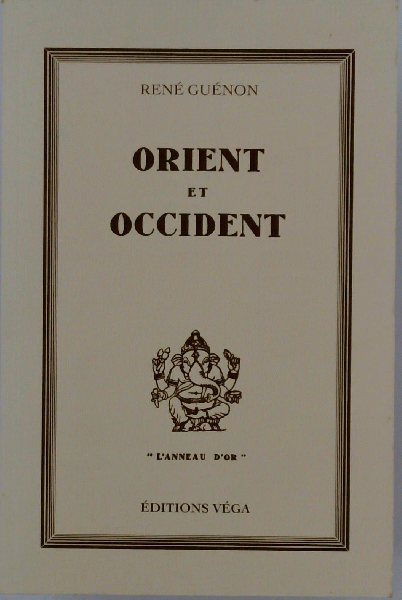 RENÉ GUÉNON
ORIENT
ET
OCCIDENT
" L'ANNEAU D'OR "
ÉDITIONS VÉGA